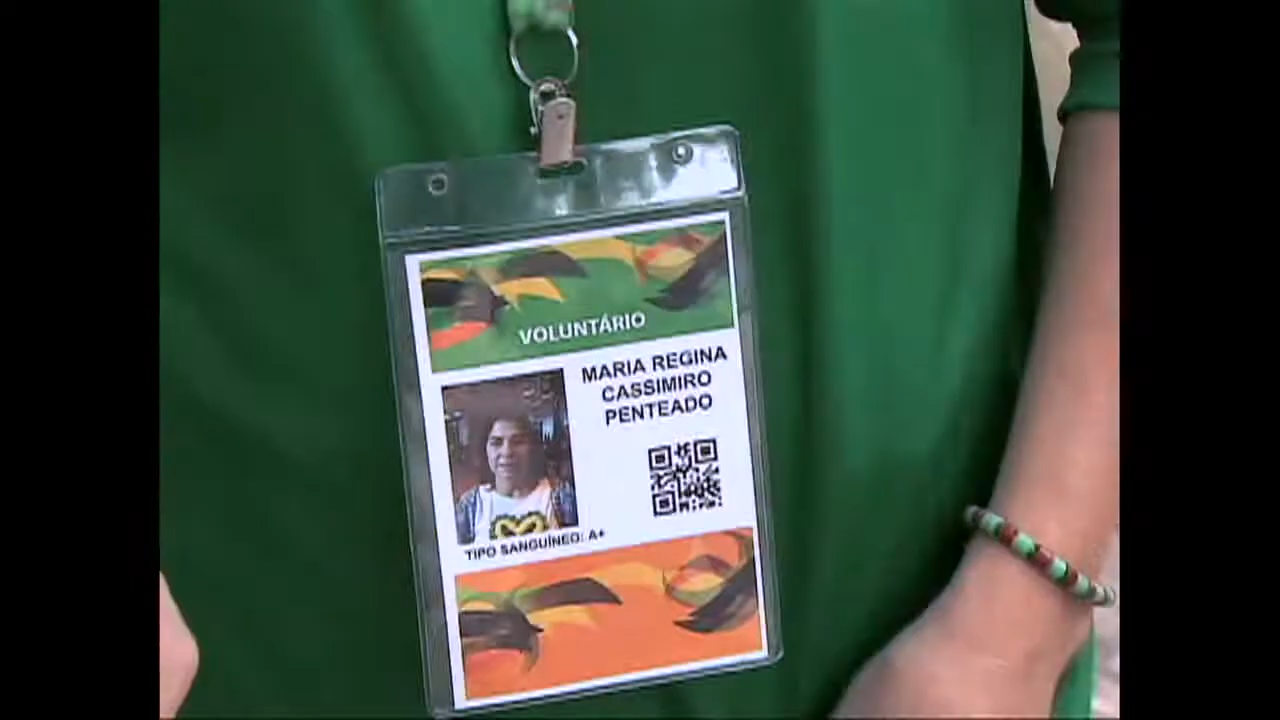 VOLUNTÁRIO
MARIA REGINA
CASSIMIRO
PENTEADO
TIPO SANGUÍNEO: A+